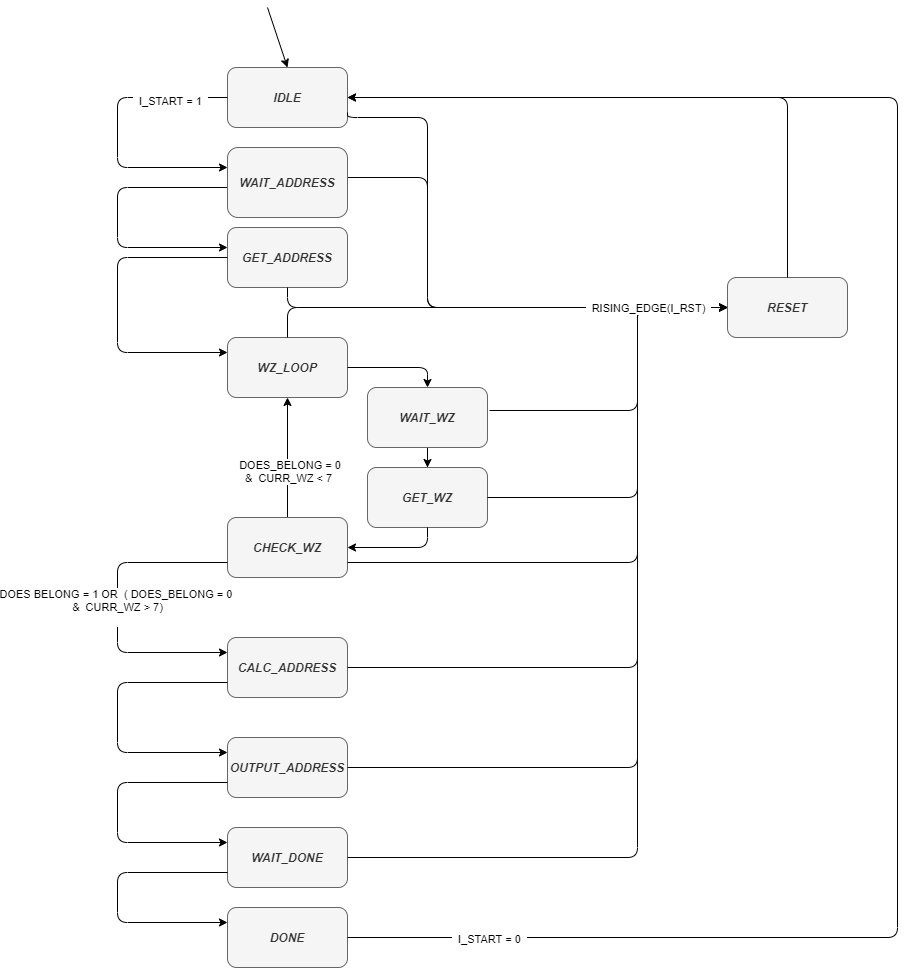 IDLE
I_START = 1
WAIT_ADDRESS
GET_ADDRESS
RISING_EDGE(I_RST)
RESET
WZ_LOOP
WAIT_WZ
DOES_BELONG = 0
& CURR_WZ < 7
GET_WZ
CHECK_WZ
DOES BELONG = 1 OR ( DOES_BELONG = 0
& CURR_WZ > 7)
CALC_ADDRESS
OUTPUT_ADDRESS
WAIT_DONE
DONE
I_START = 0